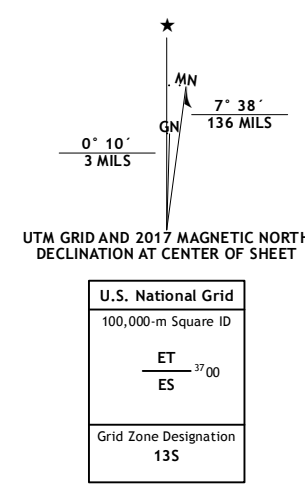 ★
MN
GN
7° 38´
136 MILS
0° 10´
3 MILS
UTM GRID AND 2017 MAGNETIC NORTH
DECLINATION AT CENTER OF SHEET
U.S. National Grid
100,000-m Square ID
ET
3700
ES
Grid Zone Designation
13S